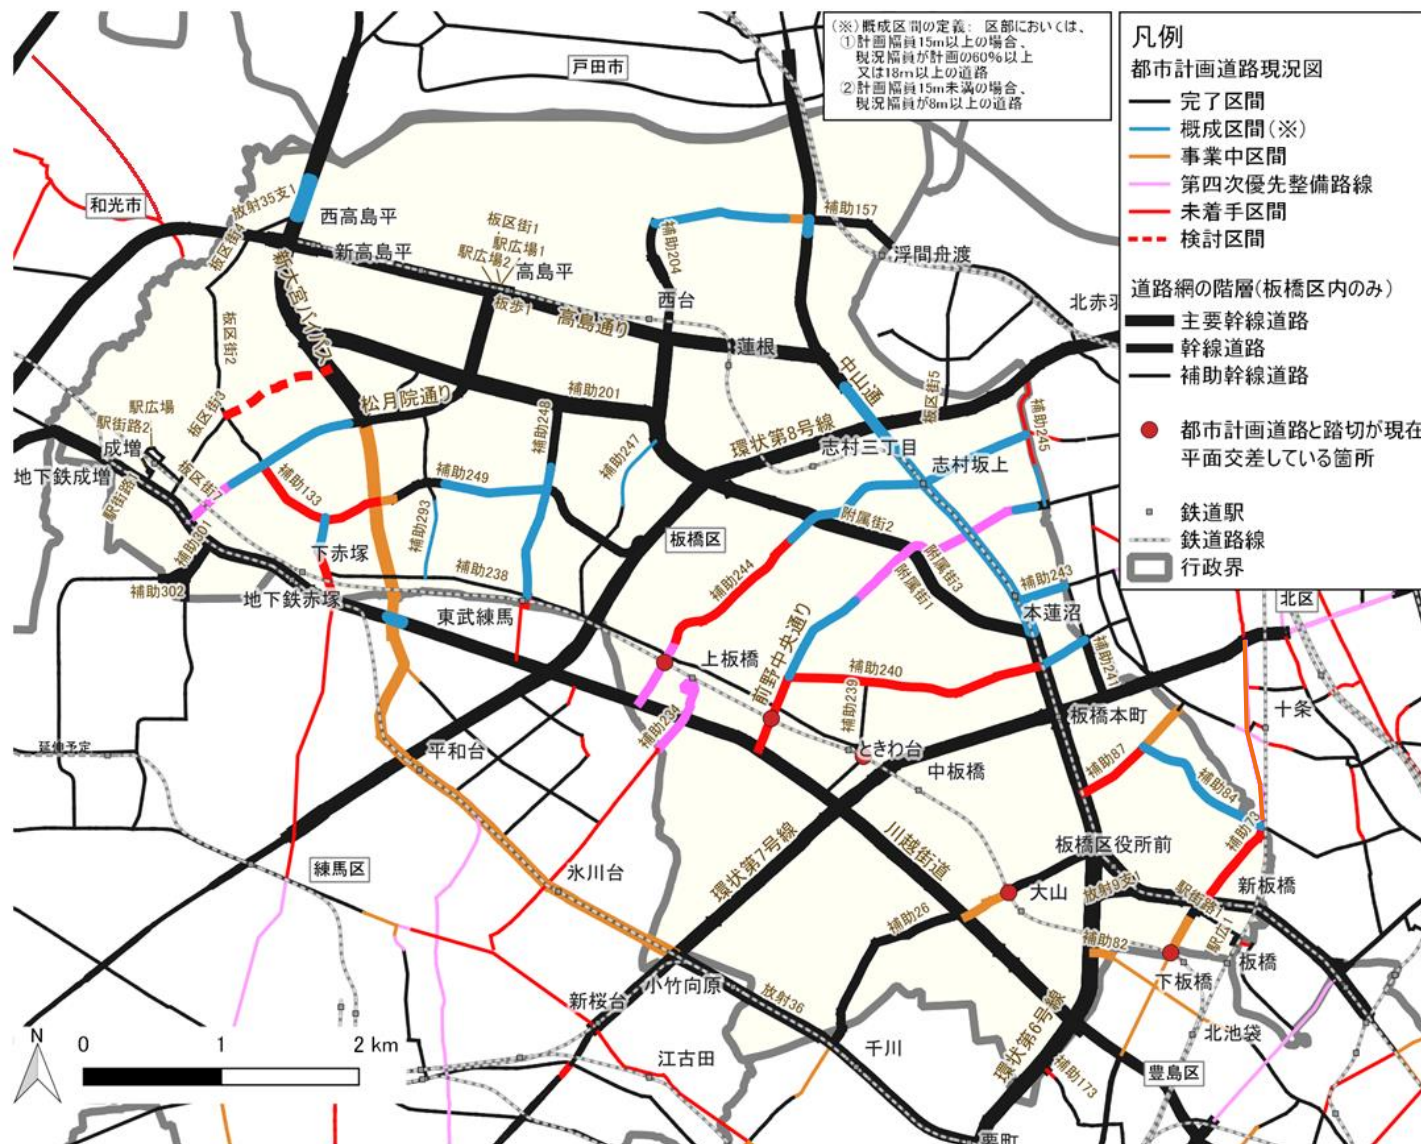 (※)概成区間の定義： 区部においては、
①計画幅員15m以上の場合、
現況幅員が計画の60%以上
又は18m以上の道路
②計画幅員15m未満の場合、
現況幅員が8m以上の道路
凡例
都市計画道路現況図
完了区間
概成区間(※)
事業中区間
第四次優先整備路線
未着手区間
検討区間
道路網の階層(板橋区内のみ)
主要幹線道路
幹線道路
補助幹線道路
都市計画道路と踏切が現在
平面交差している箇所
鉄道駅
鉄道路線
行政界
戸田市
和光市
放射35支1
西高島平
板区街4
新高島平
板区街1
駅広場1
駅広場2
高島平
板歩1
高島通り
新大宮バイパス
補助204
補助157
浮間舟渡
西台
蓮根
北赤羽
板区街2
中山道
板区街5
松月院通り
補助201
板区街3
駅広場
駅街路2
成増
地下鉄成増
板区街7
駅街路1
補助248
補助247
環状第8号線
志村三丁目
志村坂上
補助245
補助133
補助249
補助293
補助301
補助302
下赤塚
地下鉄赤塚
補助238
東武練馬
板橋区
附属街2
附属街3
附属街1
補助244
補助243
本蓮沼
北区
上板橋
前野中央通り
補助240
補助239
補助241
補助234
ときわ台
板橋本町
十条
延伸予定
平和台
中板橋
補助87
補助84
補助73
練馬区
氷川台
環状第7号線
川越街道
板橋区役所前
大山
放射9支1
駅街路1
新板橋
補助26
補助82
駅広1
板橋
下板橋
小竹向原
新桜台
放射36
環状第6号線
北池袋
江古田
千川
補助173
豊島区
要町
N
0
1
2 km